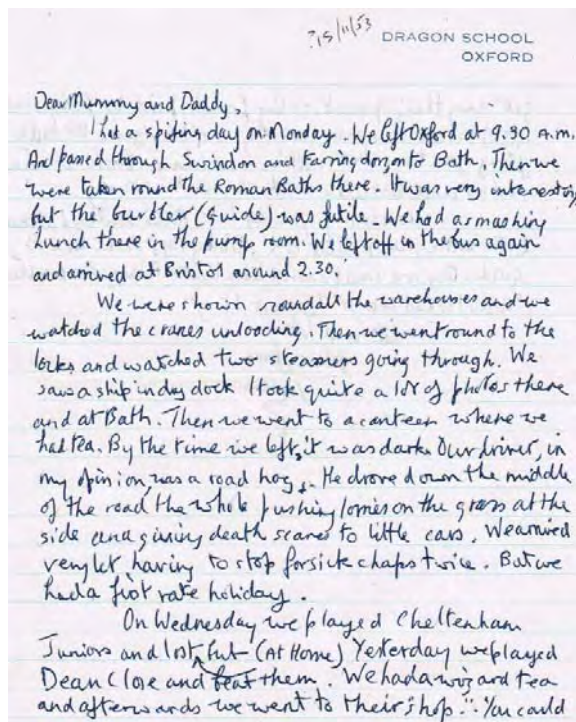 ?15/11/53
DRAGON SCHOOL
OXFORD
Dear Mummy and Daddy,
I had a spifing day on Monday. We left Oxford at 9.30 A.M.
And passed through Swindon and Farringdon, onto Bath. Then we
were taken round the Roman Baths there. It was very interesting
but the burbler (guide) was futile. We had a smashing
Lunch there in the pump room. We left off in the bus again
and arrived at Bristol around 2.30.
We were shown round all the warehouses and we
watched the cranes unloading. Then we went round to the
locks and watched two steamers going through. We
saw a ship in dry dock I took quite a lot of photos there
and at Bath. Then we went to a canteen where we
had tea. By the time we left, it was dark. Our driver, in
my opinion, was a road hog. He drove down the middle
of the road the whole pushing lorries on the grass at the
side and giving death scares to little cars. We arrived
very let having to stop for sick chaps twice. But we
had a first rate holiday.
On Wednesday we played Cheltenham
Juniors and lost, but (At Home) Yesterday we played
Dean Close and beat them. We had a wizard tea
and afterwards we went to their shop. You could